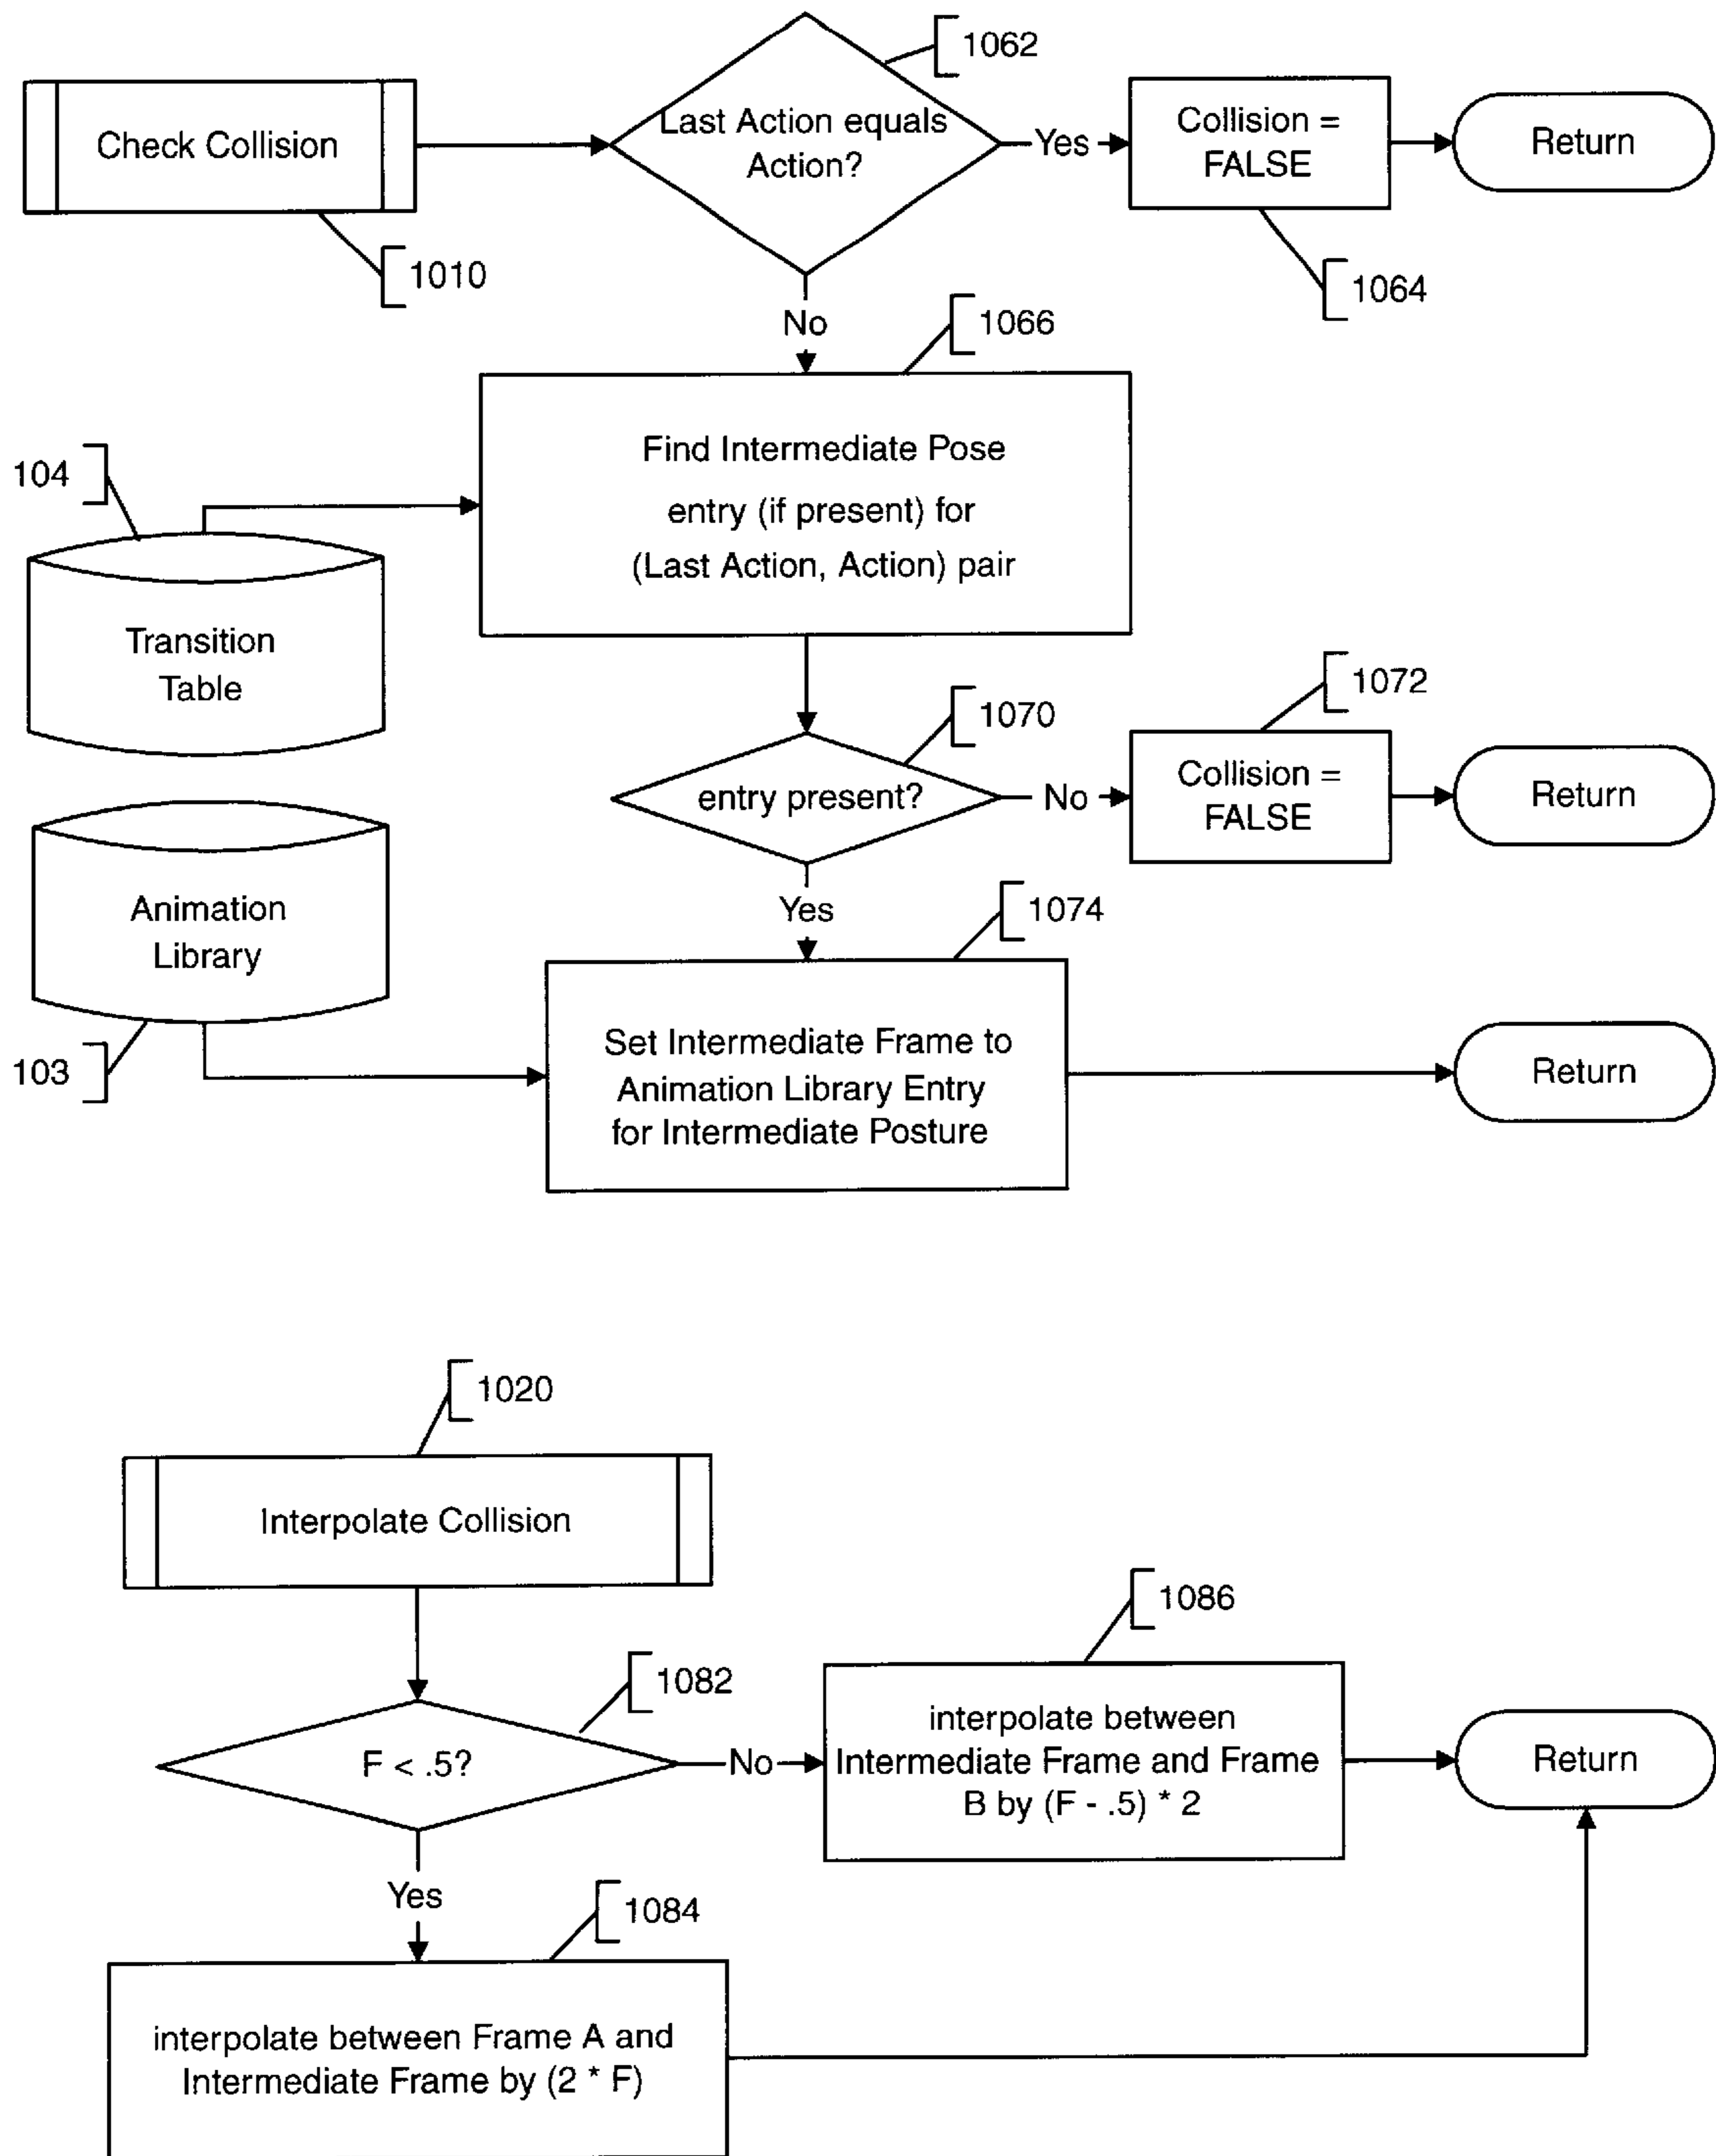 1062
Check Collision
Last Action equals
Action?
Yes
Collision =
FALSE
Return
1010
1064
No
1066
Find Intermediate Pose
entry (if present) for
(Last Action, Action) pair
104
Transition
Table
1070
1072
entry present?
No
Collision =
FALSE
Return
Yes
1074
Animation
Library
103
Set Intermediate Frame to
Animation Library Entry
for Intermediate Posture
Return
1020
Interpolate Collision
1086
1082
F < .5?
No
interpolate between
Intermediate Frame and Frame
B by (F - .5) * 2
Return
Yes
1084
interpolate between Frame A and
Intermediate Frame by (2 * F)